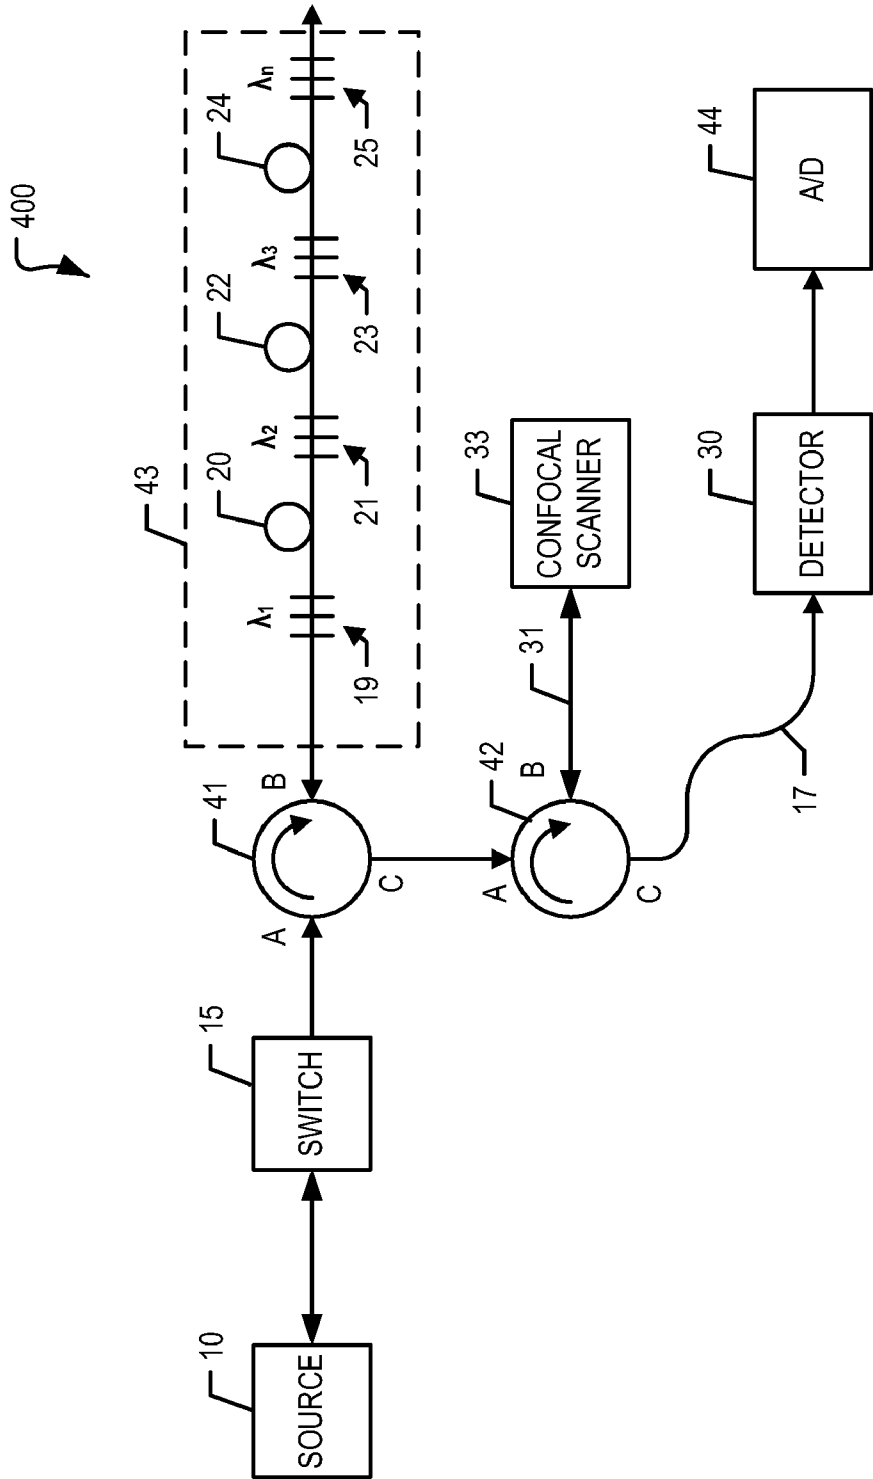 400
43
20
22
24
λ1
λ2
λ3
λn
19
21
23
25
10
SOURCE
15
SWITCH
41
A
B
C
42
A
B
C
31
33
CONFOCAL
SCANNER
17
30
DETECTOR
44
A/D